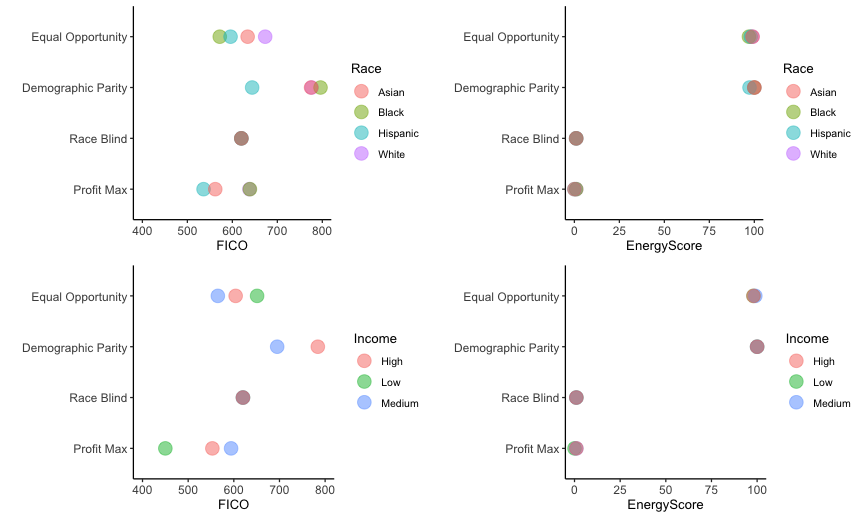 Equal Opportunity
Demographic Parity
Race Blind
Profit Max
400 500 600 700 800
FICO
Race
Asian
Black
Hispanic
White
Equal Opportunity
Demographic Parity
Race Blind
Profit Max
0 25 50 75 100
EnergyScore
Race
Asian
Black
Hispanic
White
Equal Opportunity
Demographic Parity
Race Blind
Profit Max
400 500 600 700 800
FICO
Income
High
Low
Medium
Equal Opportunity
Demographic Parity
Race Blind
Profit Max
0 25 50 75 100
EnergyScore
Income
High
Low
Medium